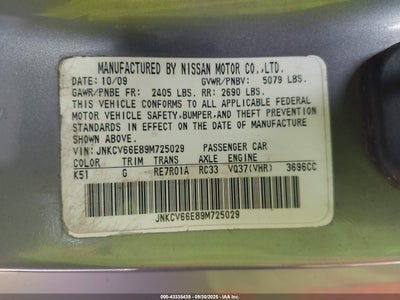 MANUFACTURED BY NISSAN MOTOR CO.,LTD.
DATE: 10/09 GVWR/PNBV: 5079 LBS.
GAWR/PNBE FR: 2405 LBS. RR: 2690 LBS.
THIS VEHICLE CONFORMS TO ALL APPLICABLE FEDERAL
MOTOR VEHICLE SAFETY,BUMPER,AND THEFT PREVENTION
STANDARDS IN EFFECT ON THE DATE OF MANUFACTURE
SHOWN ABOVE.
VIN: JNKCV66E89M725029 PASSENGER CAR
COLOR TRIM TRANS AXLE ENGINE
K51 G RE7R01A RC33 VQ37(VHR) 3696CC
JNKCV66E89M725029
000-43338438 - 09/30/2025 - IAA Inc.